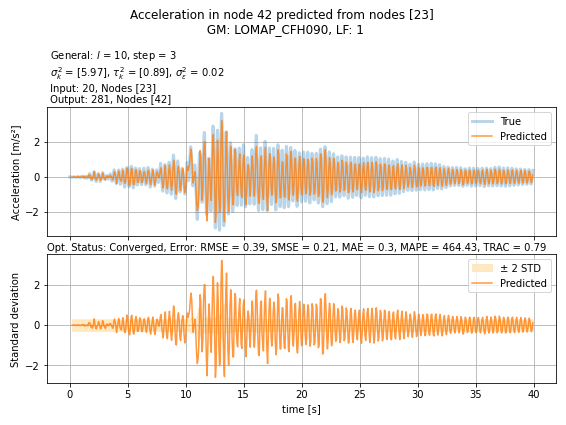 Acceleration in node 42 predicted from nodes [23]
GM: LOMAP_CFH090, LF: 1
General: l = 10, step = 3
σ²ₖ = [5.97], τ²ₖ = [0.89], σ²ε = 0.02
Input: 20, Nodes [23]
Output: 281, Nodes [42]
Acceleration [m/s²]
2
0
−2
True
Predicted
Opt. Status: Converged, Error: RMSE = 0.39, SMSE = 0.21, MAE = 0.3, MAPE = 464.43, TRAC = 0.79
Standard deviation
2
0
−2
± 2 STD
Predicted
0 5 10 15 20 25 30 35 40
time [s]